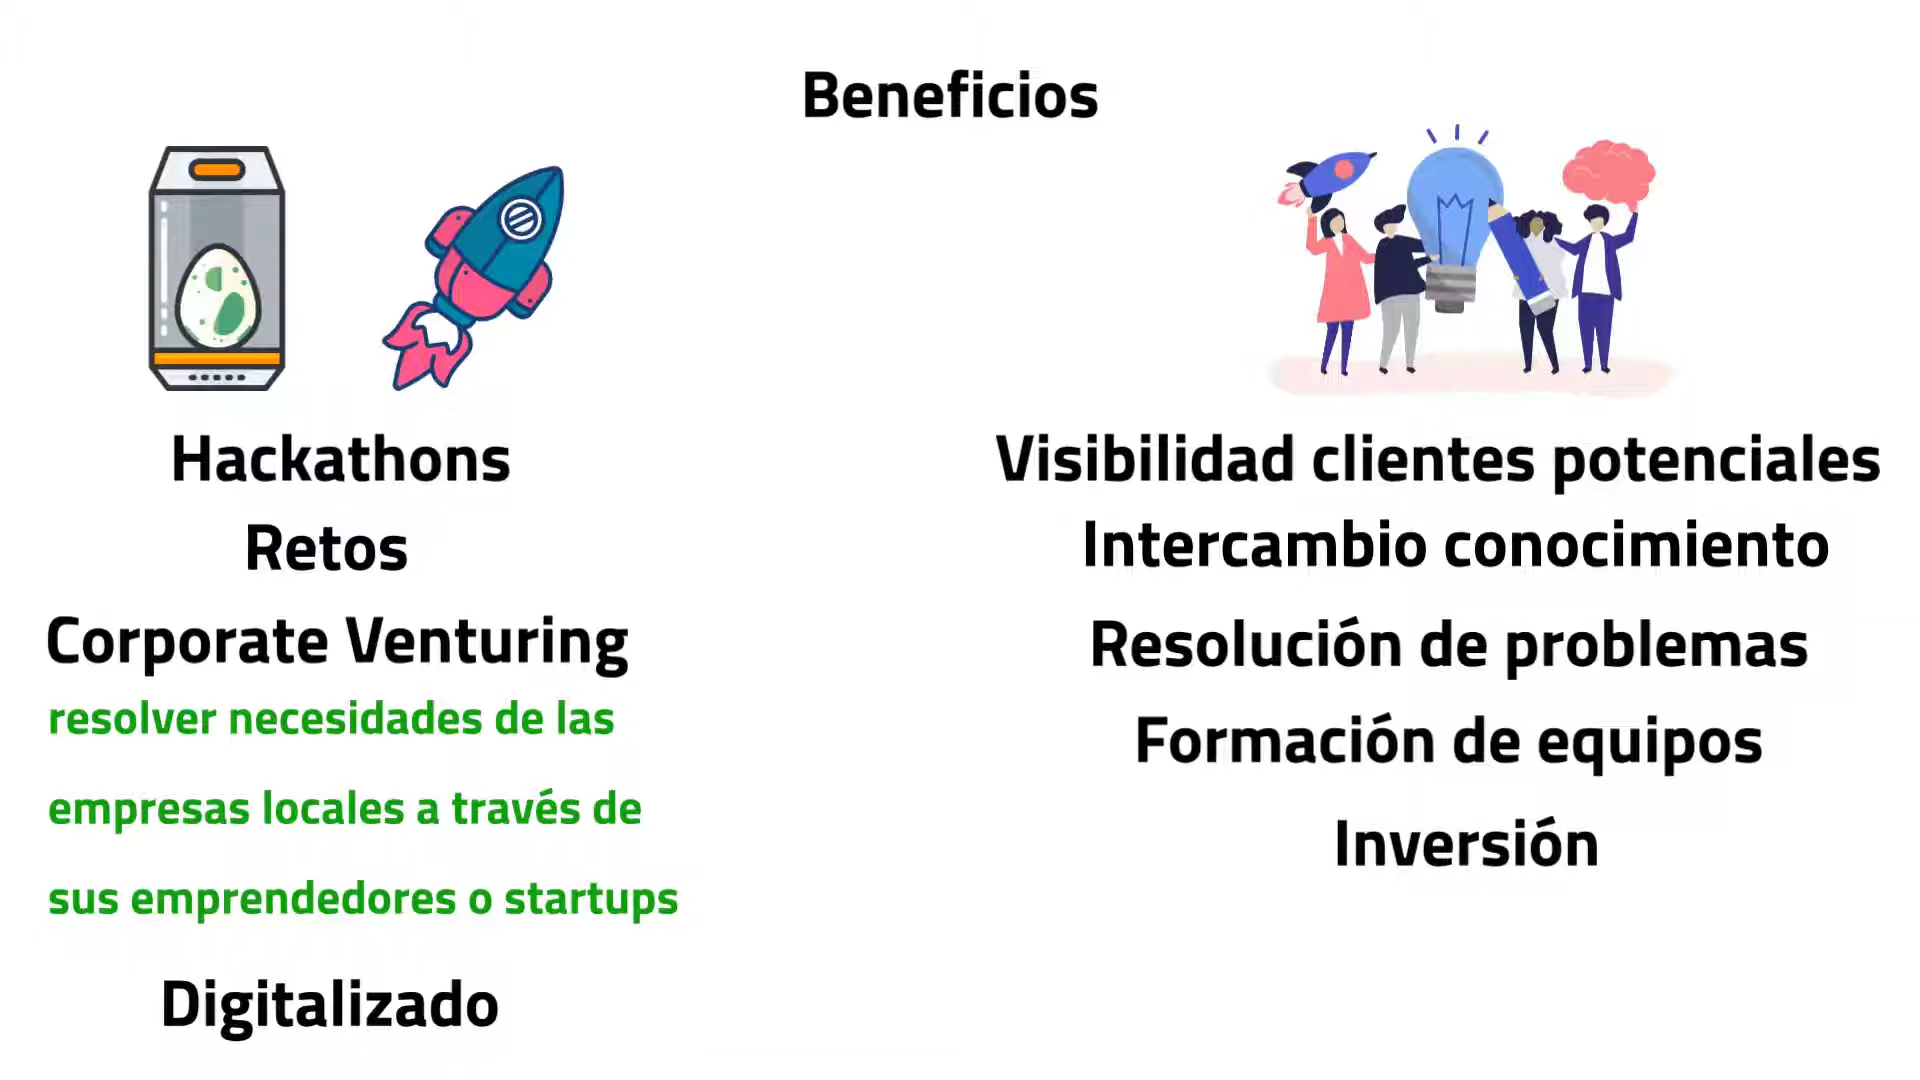 Beneficios
Hackathons
Retos
Corporate Venturing
resolver necesidades de las
empresas locales a través de
sus emprendedores o startups
Digitalizado
Visibilidad clientes potenciales
Intercambio conocimiento
Resolución de problemas
Formación de equipos
Inversión